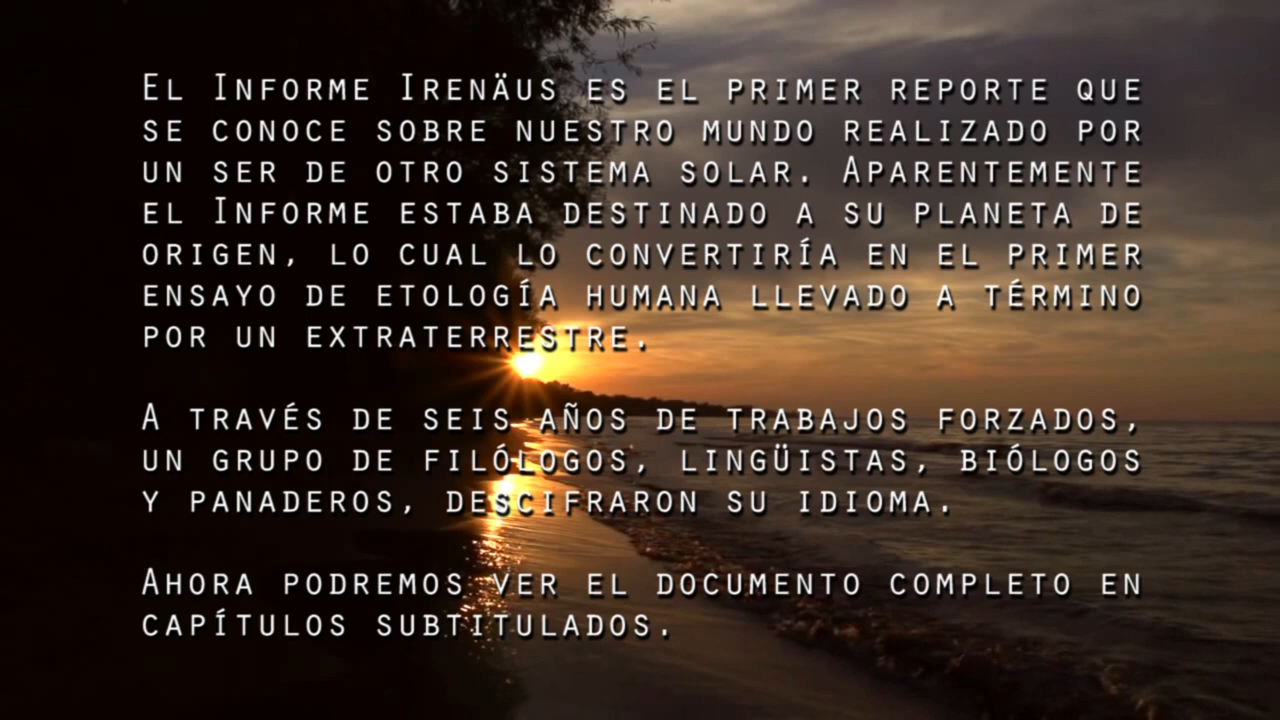 El Informe Irenäus es el primer reporte que
se conoce sobre nuestro mundo realizado por
un ser de otro sistema solar. Aparentemente
el Informe estaba destinado a su planeta de
origen, lo cual lo convertiría en el primer
ensayo de etología humana llevado a término
por un extraterrestre.
A través de seis años de trabajos forzados,
un grupo de filólogos, lingüistas, biólogos
y panaderos, descifraron su idioma.
Ahora podremos ver el documento completo en
capítulos subtitulados.